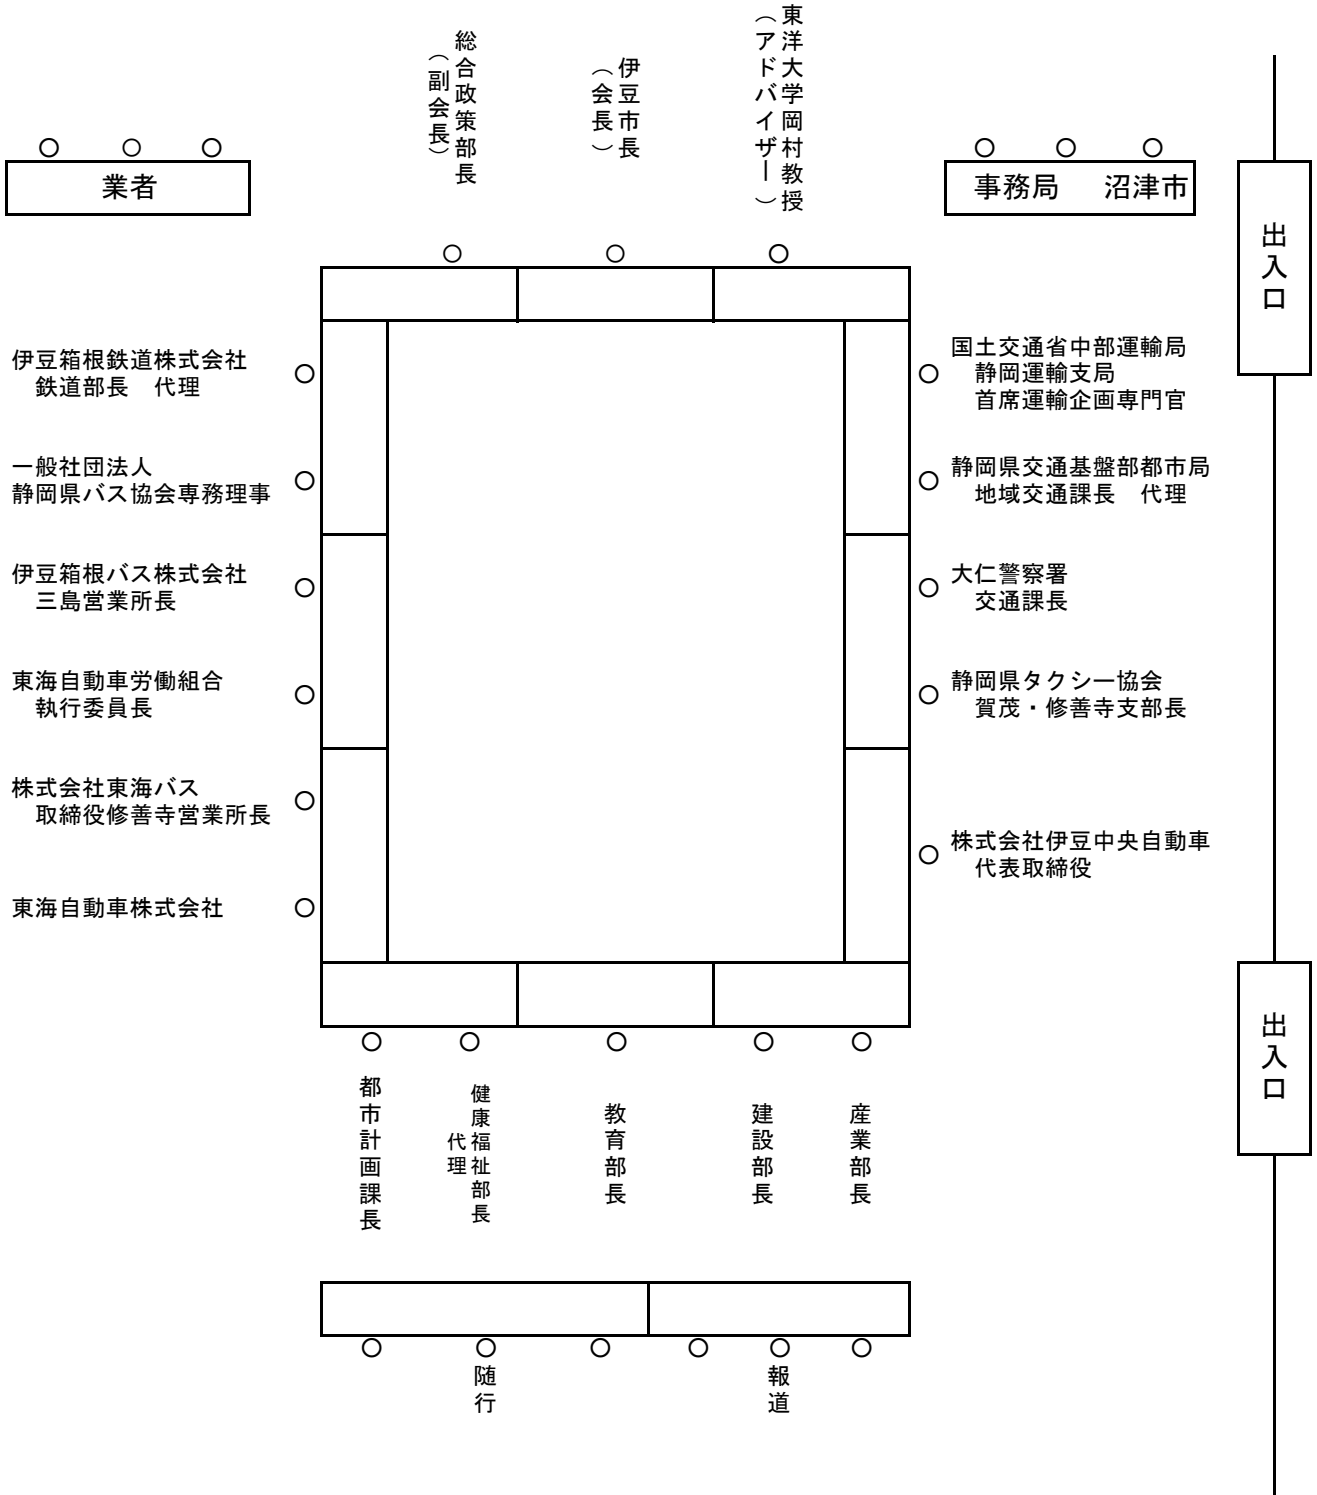 東洋大学岡村教授
（アドバイザー）
伊豆市長
（会長）
総合政策部長
（副会長）
業者
事務局　沼津市
出入口
伊豆箱根鉄道株式会社
鉄道部長　代理
一般社団法人
静岡県バス協会専務理事
伊豆箱根バス株式会社
三島営業所長
東海自動車労働組合
執行委員長
株式会社東海バス
取締役修善寺営業所長
東海自動車株式会社
国土交通省中部運輸局
静岡運輸支局
首席運輸企画専門官
静岡県交通基盤部都市局
地域交通課長　代理
大仁警察署
交通課長
静岡県タクシー協会
賀茂・修善寺支部長
株式会社伊豆中央自動車
代表取締役
出入口
産業部長
建設部長
教育部長
健康福祉部長
代理
都市計画課長
随行
報道